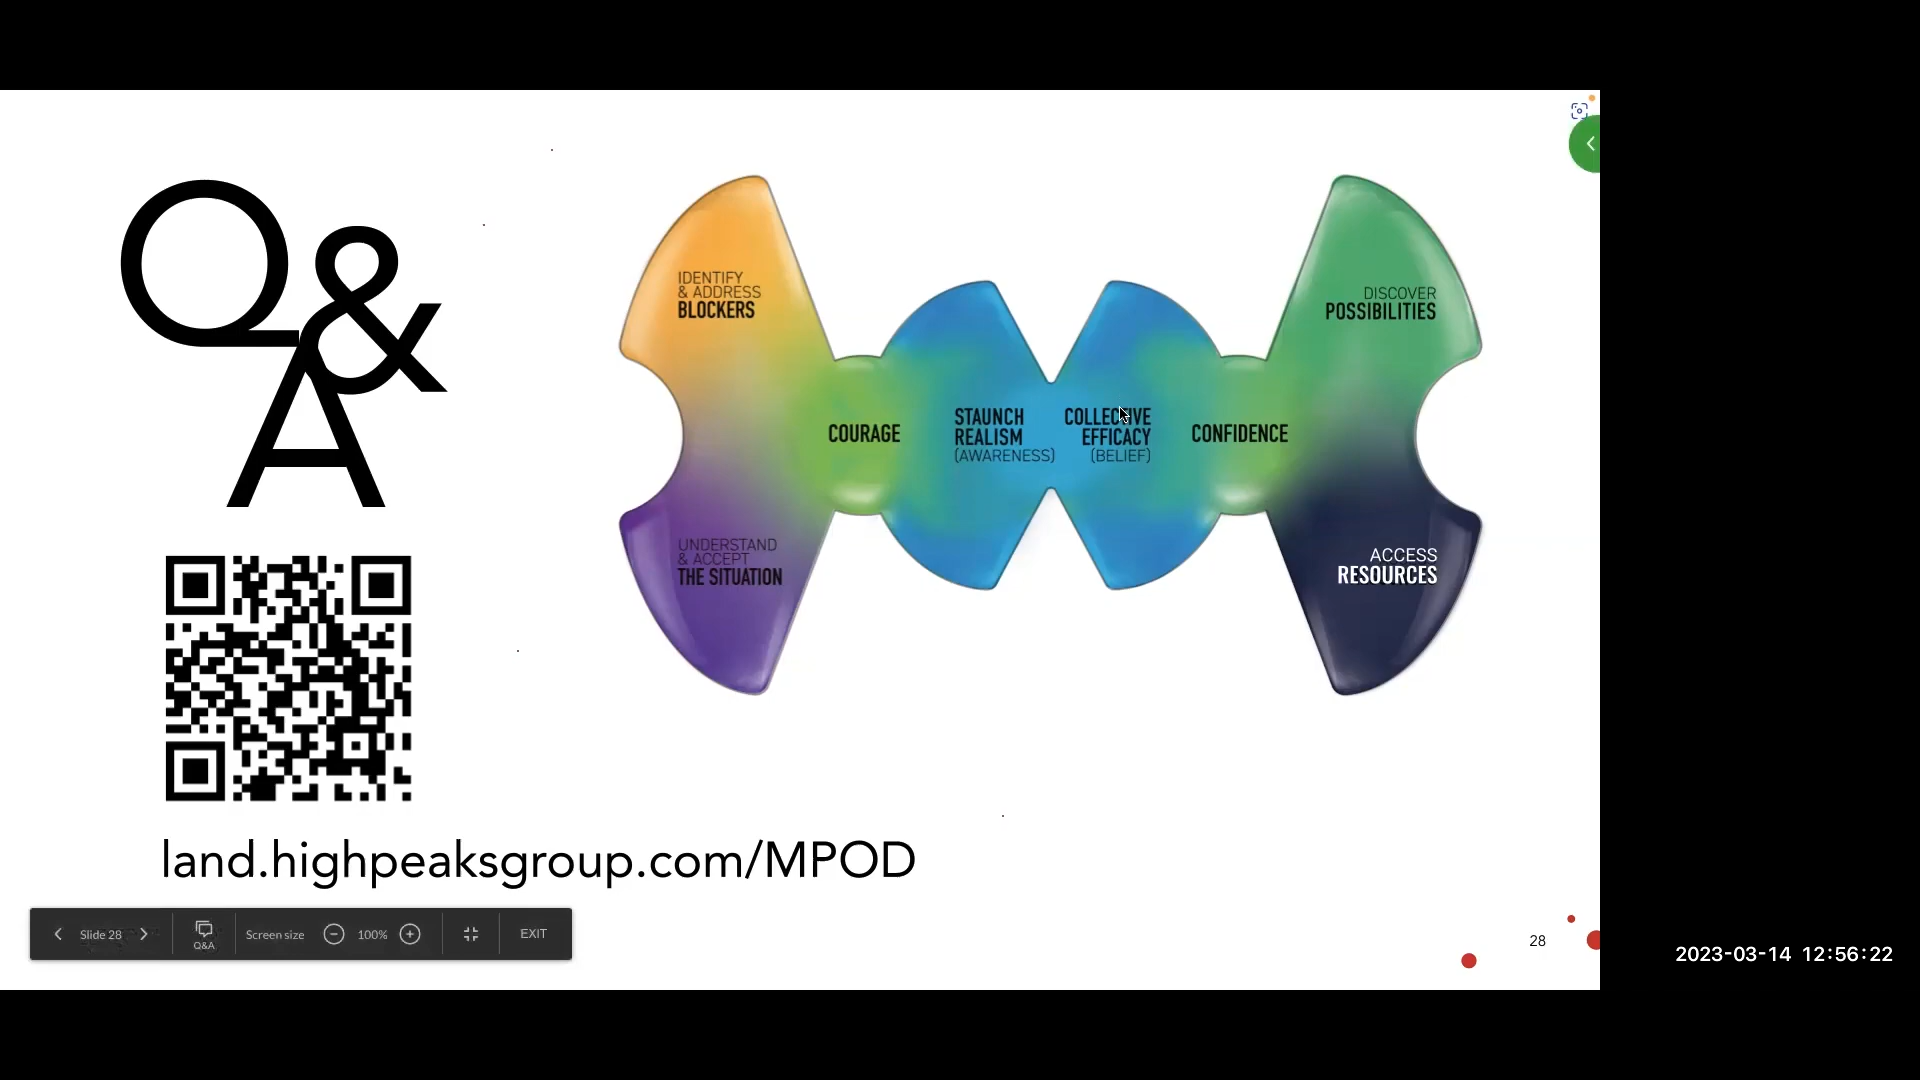 Q&
A
IDENTIFY
& ADDRESS
BLOCKERS
UNDERSTAND
& ACCEPT
THE SITUATION
COURAGE
STAUNCH
REALISM
(AWARENESS)
COLLECTIVE
EFFICACY
(BELIEF)
CONFIDENCE
DISCOVER
POSSIBILITIES
ACCESS
RESOURCES
land.highpeaksgroup.com/MPOD
Slide 28
Q&A
Screen size
100%
EXIT
28
2023-03-14 12:56:22